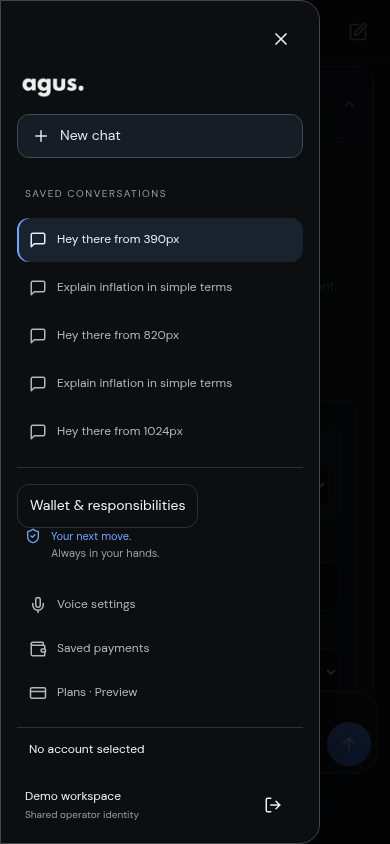 agus.
New chat
SAVED CONVERSATIONS
Hey there from 390px
Explain inflation in simple terms
Hey there from 820px
Explain inflation in simple terms
Hey there from 1024px
Wallet & responsibilities
Your next move.
Always in your hands.
Voice settings
Saved payments
Plans · Preview
No account selected
Demo workspace
Shared operator identity